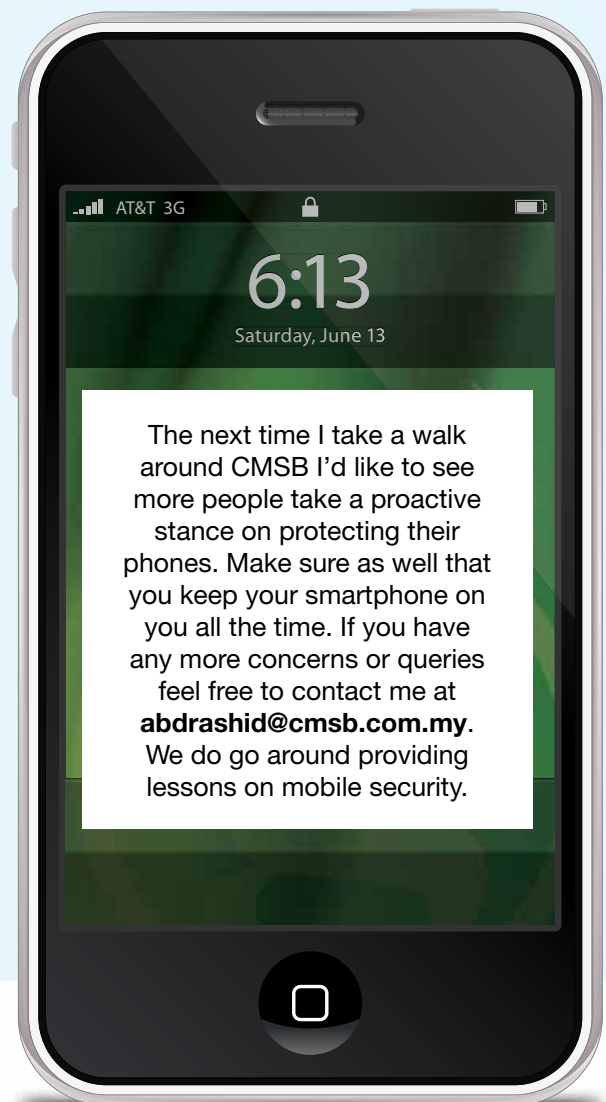 AT&T 3G
6:13
Saturday, June 13
The next time I take a walk
around CMSB I’d like to see
more people take a proactive
stance on protecting their
phones. Make sure as well that
you keep your smartphone on
you all the time. If you have
any more concerns or queries
feel free to contact me at
abdrashid@cmsb.com.my.
We do go around providing
lessons on mobile security.